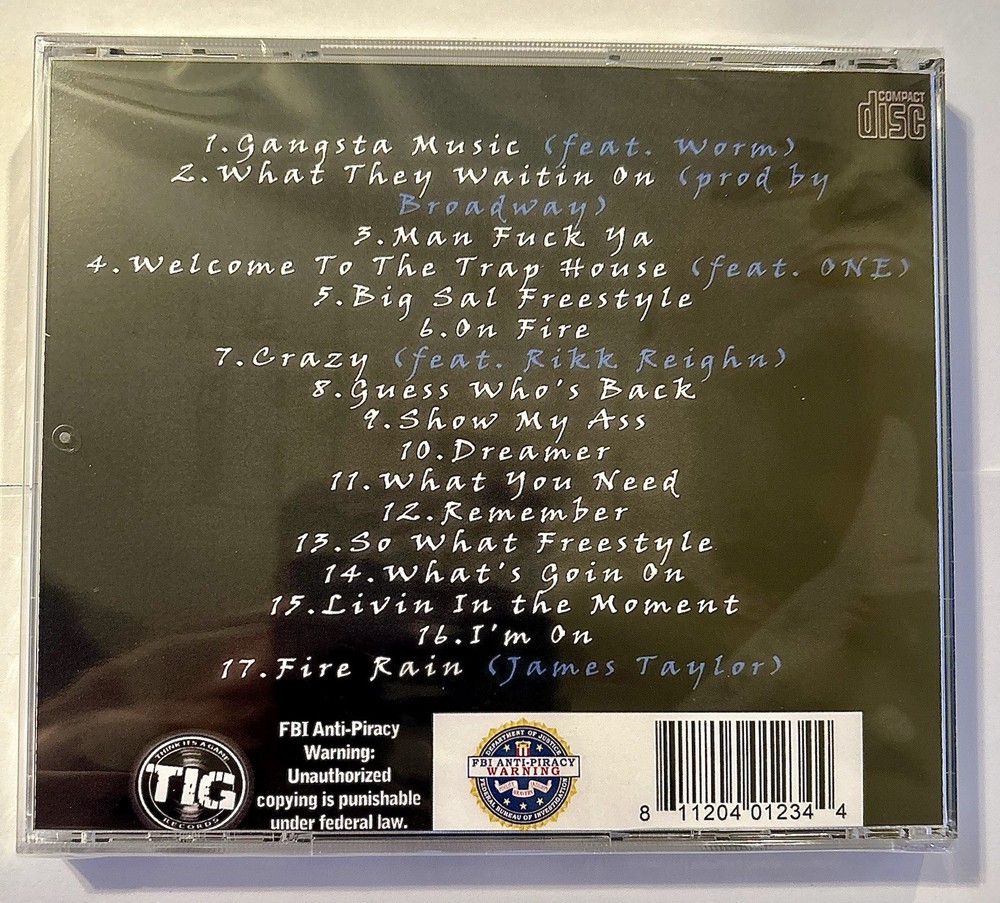 COMPACT
disc
1.Gangsta Music (feat. Worm)
2.What They Waitin On (prod by
Broadway)
3.Man Fuck Ya
4.Welcome To The Trap House (feat. ONE)
5.Big Sal Freestyle
6.On Fire
7.Crazy (feat. Rikk Reighn)
8.Guess Who's Back
9.Show My Ass
10.Dreamer
11.What You Need
12.Remember
13.So What Freestyle
14.What's Goin On
15.Livin In the Moment
16.I'm On
17.Fire Rain (James Taylor)
THINK ITS A GAME
TIG
RECORDS
FBI Anti-Piracy
Warning:
Unauthorized
copying is punishable
under federal law.
DEPARTMENT OF JUSTICE
FBI ANTI-PIRACY
WARNING
FEDERAL BUREAU OF INVESTIGATION
8 11204 01234 4